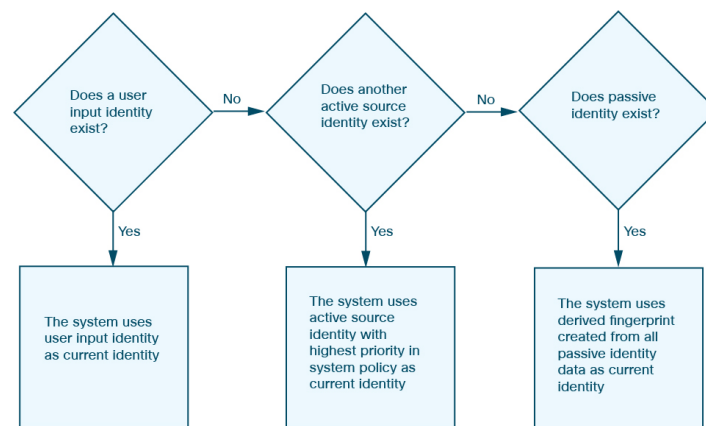 Does a user
input identity
exist?
No
Does another
active source
identity exist?
No
Does passive
identity exist?
Yes
Yes
Yes
The system uses
user input identity
as current identity
The system uses
active source
identity with
highest priority in
system policy as
current identity
The system uses
derived fingerprint
created from all
passive identity
data as current
identity